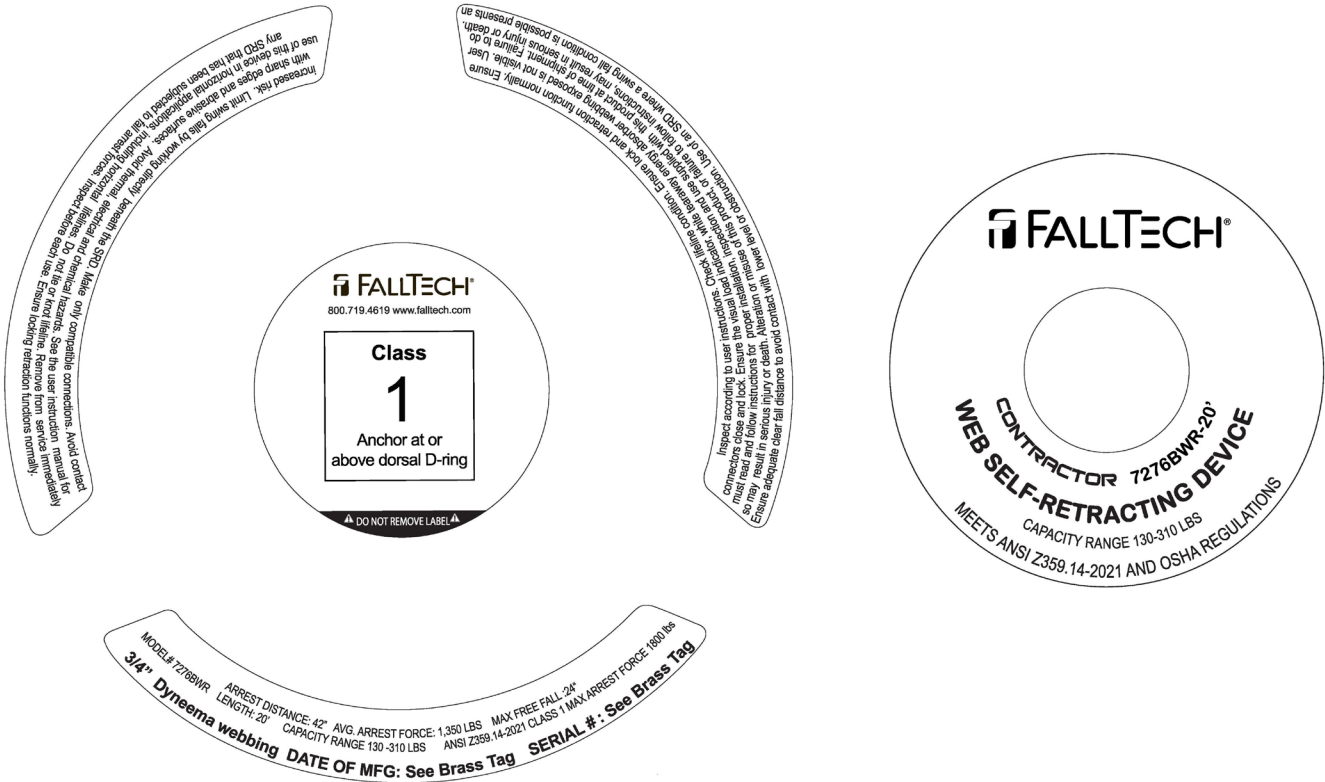 Inspect according to user instructions. Check lifeline condition. Ensure lock and retraction function normally. Ensure
connectors close and lock. Ensure the visual load indicator, while tearaway energy absorber webbing exposed is not visible. User
must read and follow instructions for proper installation, inspection and use supplied with this product at time of shipment. Failure to do
so may result in serious injury or death. Alteration or misuse of this product, or failure to follow instructions, may result in serious injury or death.
Ensure adequate clear fall distance to avoid contact with lower level or obstruction. Use of an SRD where a swing fall condition is possible presents an
increased risk. Limit swing falls by working directly beneath the SRD. Make only compatible connections. Avoid contact
with sharp edges and abrasive surfaces. Avoid thermal, electrical and chemical hazards. See the user instruction manual for
use of this device in horizontal applications, including horizontal lifelines. Do not tie or knot lifeline. Remove from service immediately
any SRD that has been subjected to fall arrest forces. Inspect before each use. Ensure locking retraction functions normally.
FALLTECH®
800.719.4619 www.falltech.com
Class
1
Anchor at or
above dorsal D-ring
DO NOT REMOVE LABEL
ARREST DISTANCE: 42" AVG. ARREST FORCE: 1,350 LBS MAX FREE FALL :24"
MODEL# 7276BWR LENGTH: 20' CAPACITY RANGE 130 -310 LBS ANSI Z359.14-2021 CLASS 1 MAX ARREST FORCE 1800 lbs
3/4" Dyneema webbing DATE OF MFG: See Brass Tag SERIAL # : See Brass Tag
FALLTECH®
CONTRACTOR 7276BWR-20'
WEB SELF-RETRACTING DEVICE
CAPACITY RANGE 130-310 LBS
MEETS ANSI Z359.14-2021 AND OSHA REGULATIONS